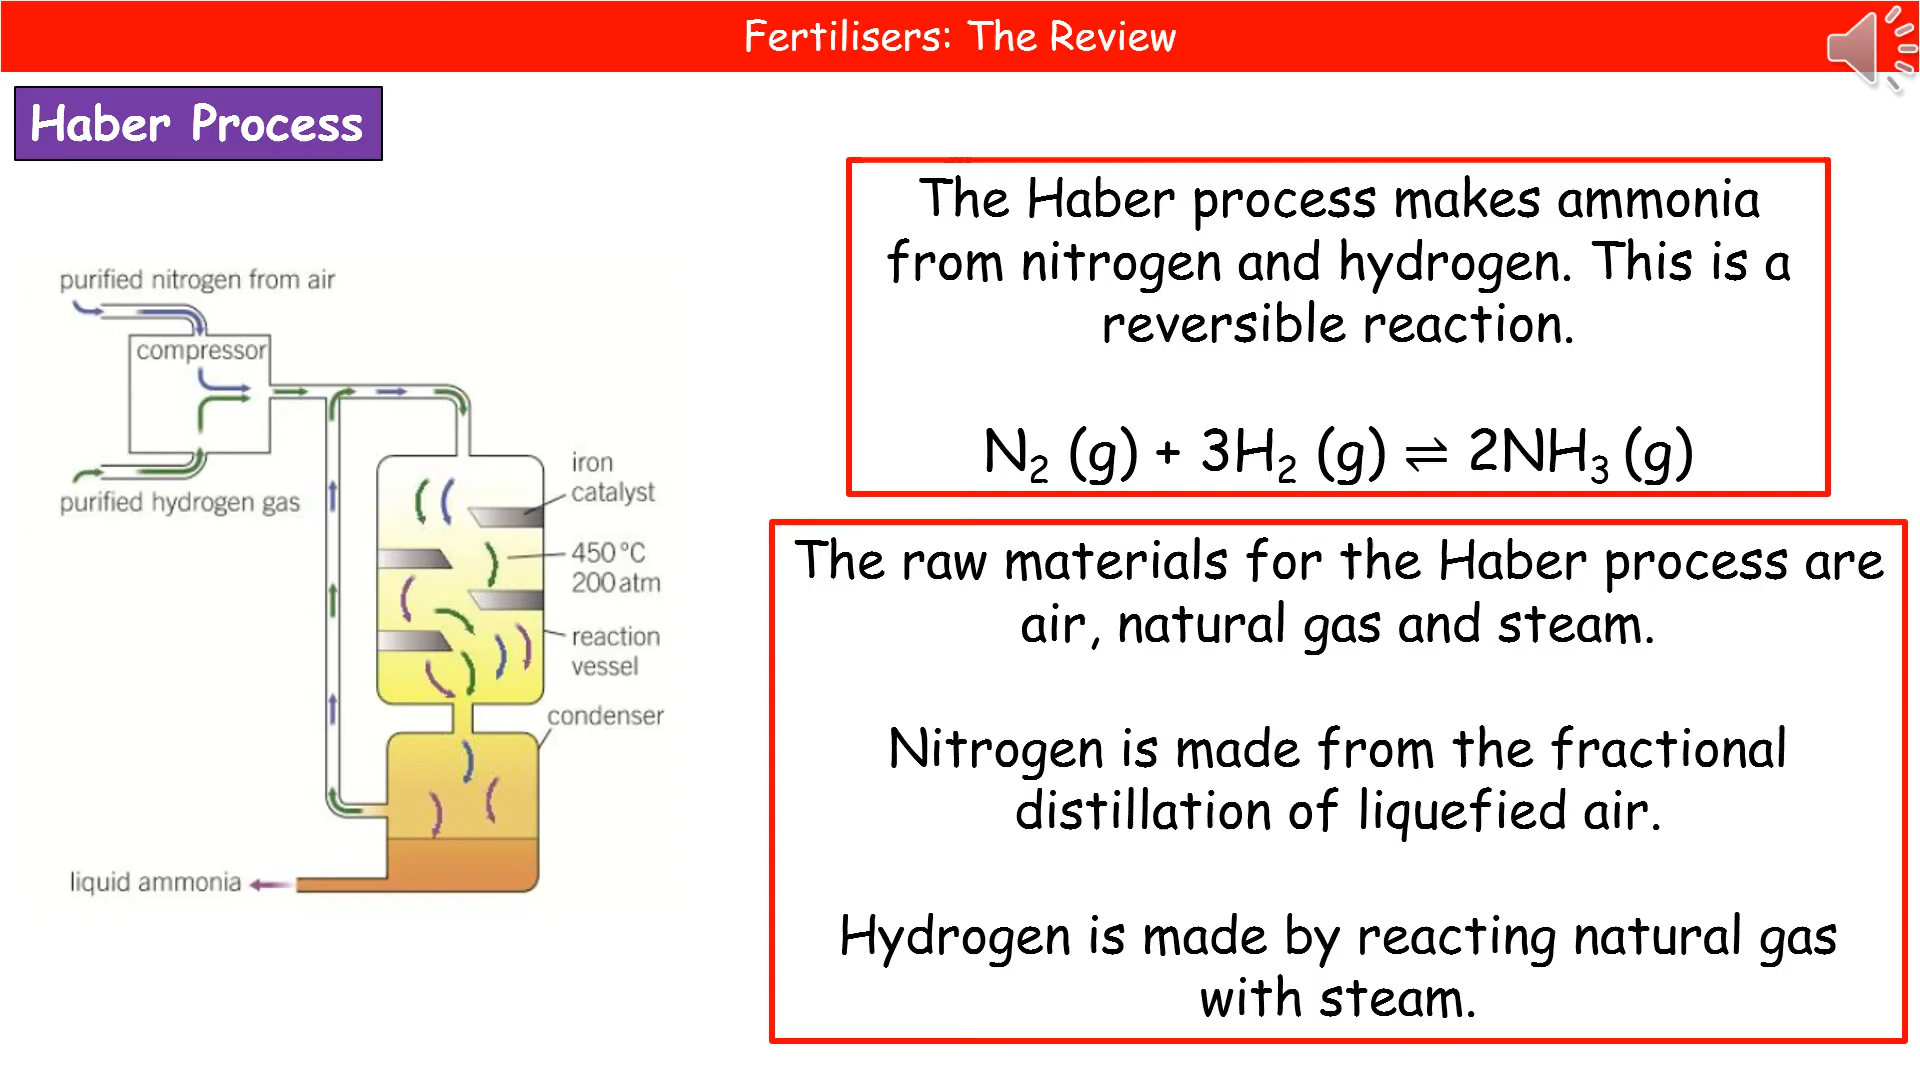 Fertilisers: The Review
Haber Process
The Haber process makes ammonia
from nitrogen and hydrogen. This is a
reversible reaction.
N₂ (g) + 3H₂ (g) ⇌ 2NH₃ (g)
purified nitrogen from air
compressor
purified hydrogen gas
iron
catalyst
450 °C
200 atm
reaction
vessel
condenser
liquid ammonia
The raw materials for the Haber process are
air, natural gas and steam.
Nitrogen is made from the fractional
distillation of liquefied air.
Hydrogen is made by reacting natural gas
with steam.